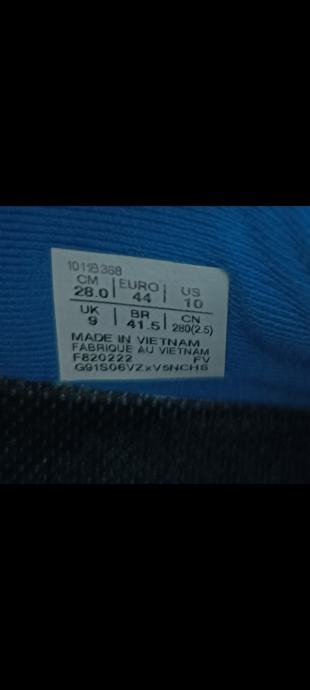 1011B368
CM 28.0 | EURO 44 | US 10
UK 9 | BR 41.5 | CN 280(2.5)
MADE IN VIETNAM
FABRIQUE AU VIETNAM
F820222 FV
G91S06VZxV5NCHS